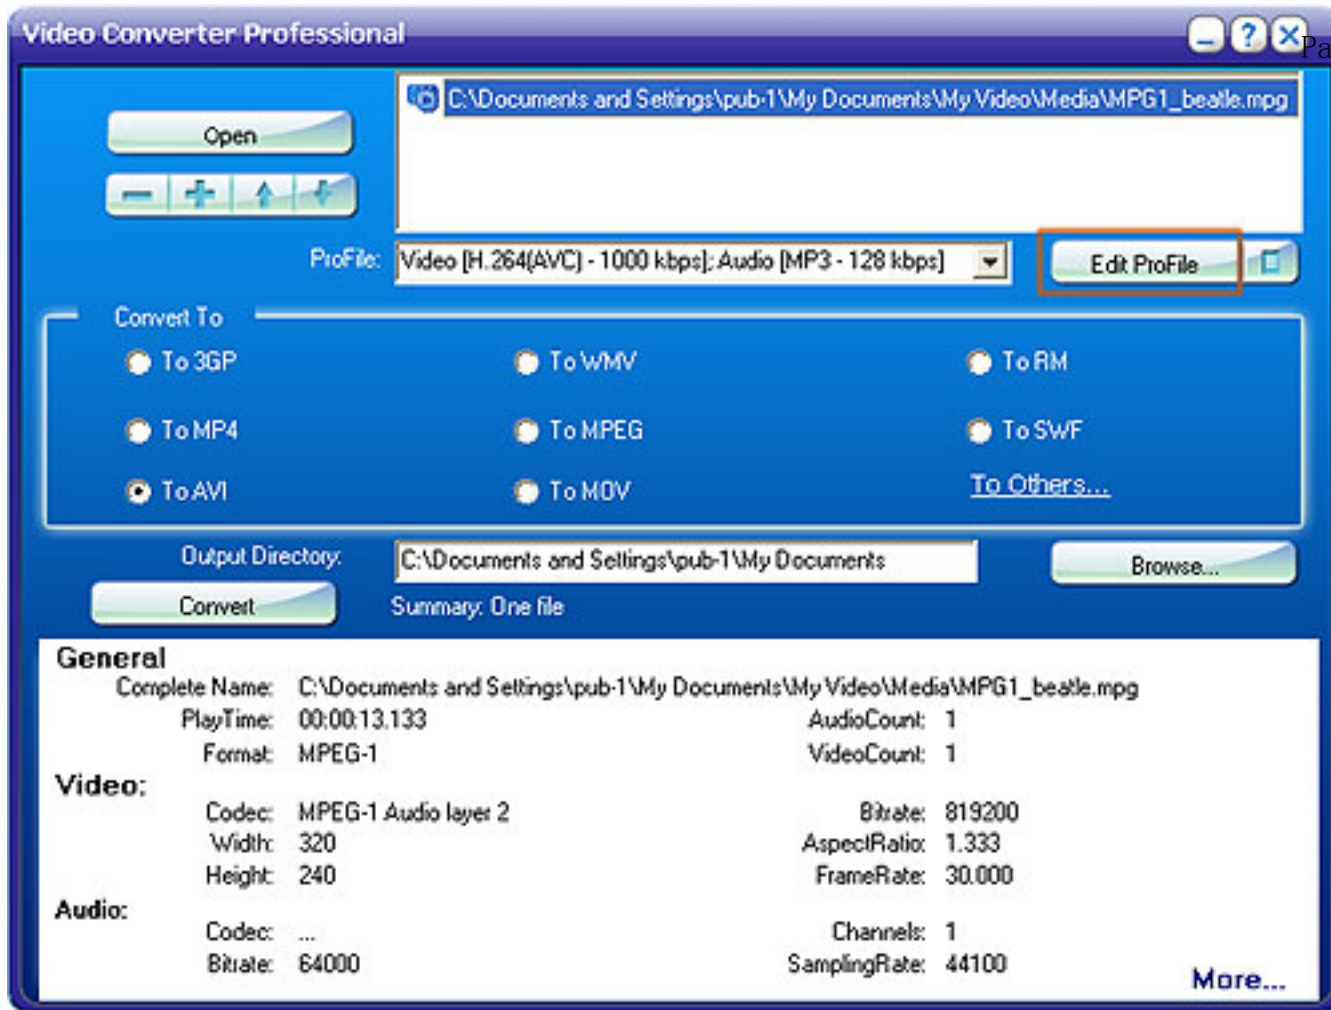 Video Converter Professional
Pa
C:\Documents and Settings\pub-1\My Documents\My Video\Media\MPG1_beatle.mpg
Open
ProFile: Video [H.264(AVC) - 1000 kbps]; Audio [MP3 - 128 kbps] Edit ProFile
Convert To
To 3GP To WMV To RM
To MP4 To MPEG To SWF
To AVI To MOV To Others...
Output Directory: C:\Documents and Settings\pub-1\My Documents Browse...
Convert Summary: One file
General
Complete Name: C:\Documents and Settings\pub-1\My Documents\My Video\Media\MPG1_beatle.mpg
PlayTime: 00:00:13.133 AudioCount: 1
Format: MPEG-1 VideoCount: 1
Video:
Codec: MPEG-1 Audio layer 2 Bitrate: 819200
Width: 320 AspectRatio: 1.333
Height: 240 FrameRate: 30.000
Audio:
Codec: ... Channels: 1
Bitrate: 64000 SamplingRate: 44100
More...